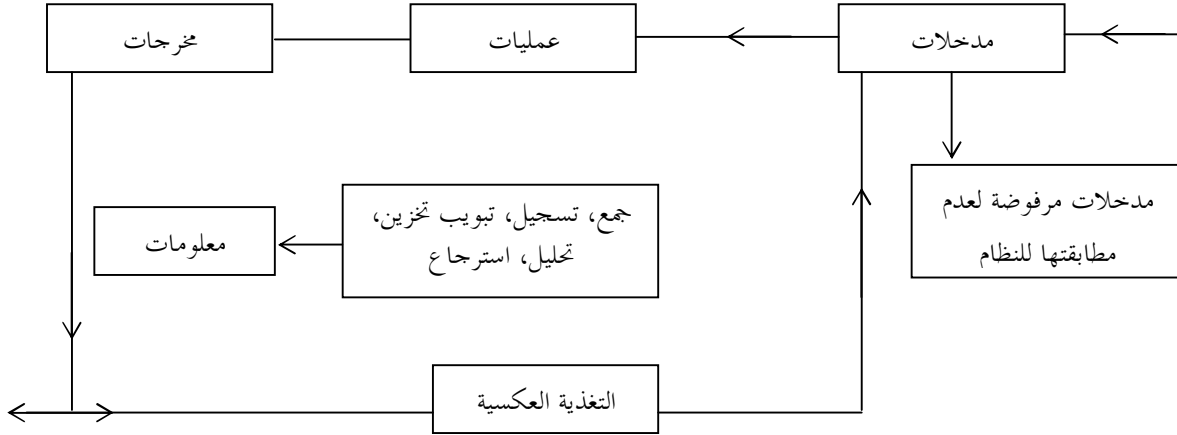 مدخلات
عمليات
مخرجات
مدخلات مرفوضة لعدم
مطابقتها للنظام
جمع، تسجيل، تبويب تخزين،
تحليل، استرجاع
معلومات
التغذية العكسية